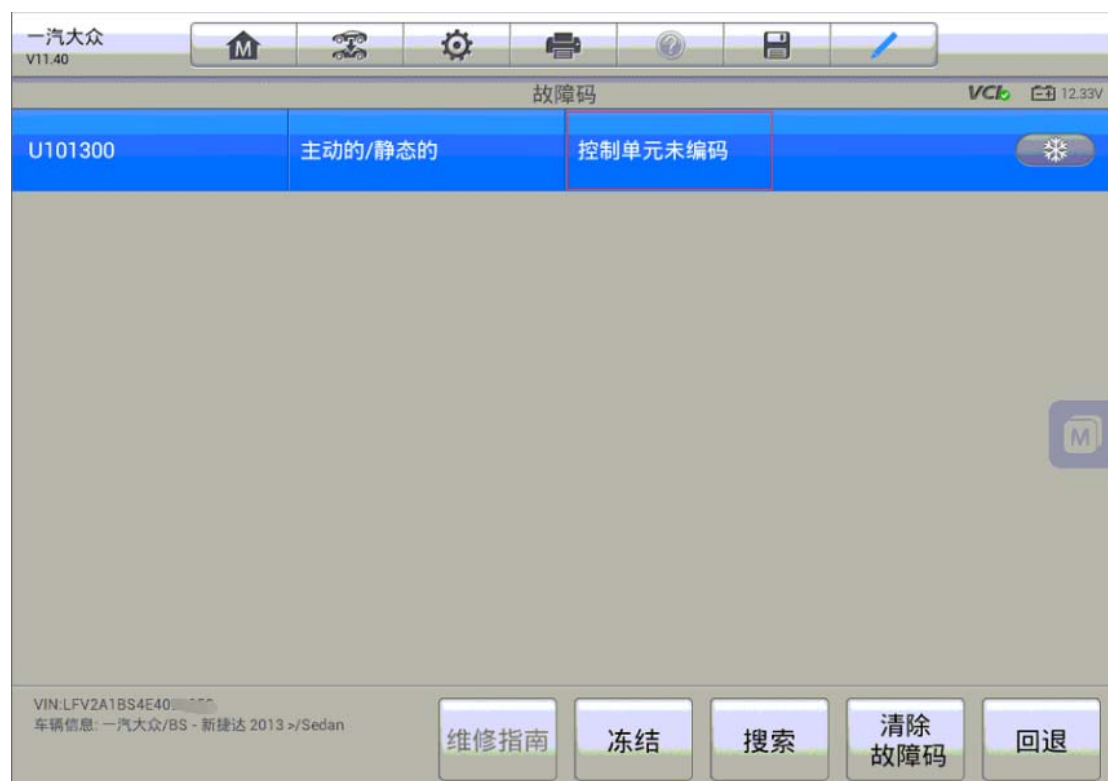 一汽大众
V11.40
M
故障码
VCI 12.33V
U101300 主动的/静态的 控制单元未编码
M
VIN:LFV2A1BS4E40
车辆信息: 一汽大众/BS - 新捷达 2013 >/Sedan
维修指南 冻结 搜索 清除
故障码 回退